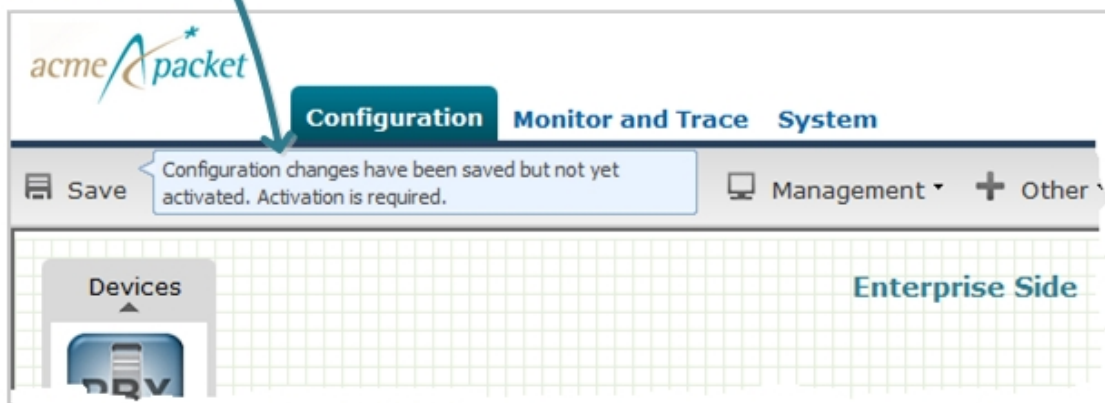 acme packet
Configuration Monitor and Trace System
Save
Configuration changes have been saved but not yet
activated. Activation is required.
Management
Other
Devices
Enterprise Side
PBX